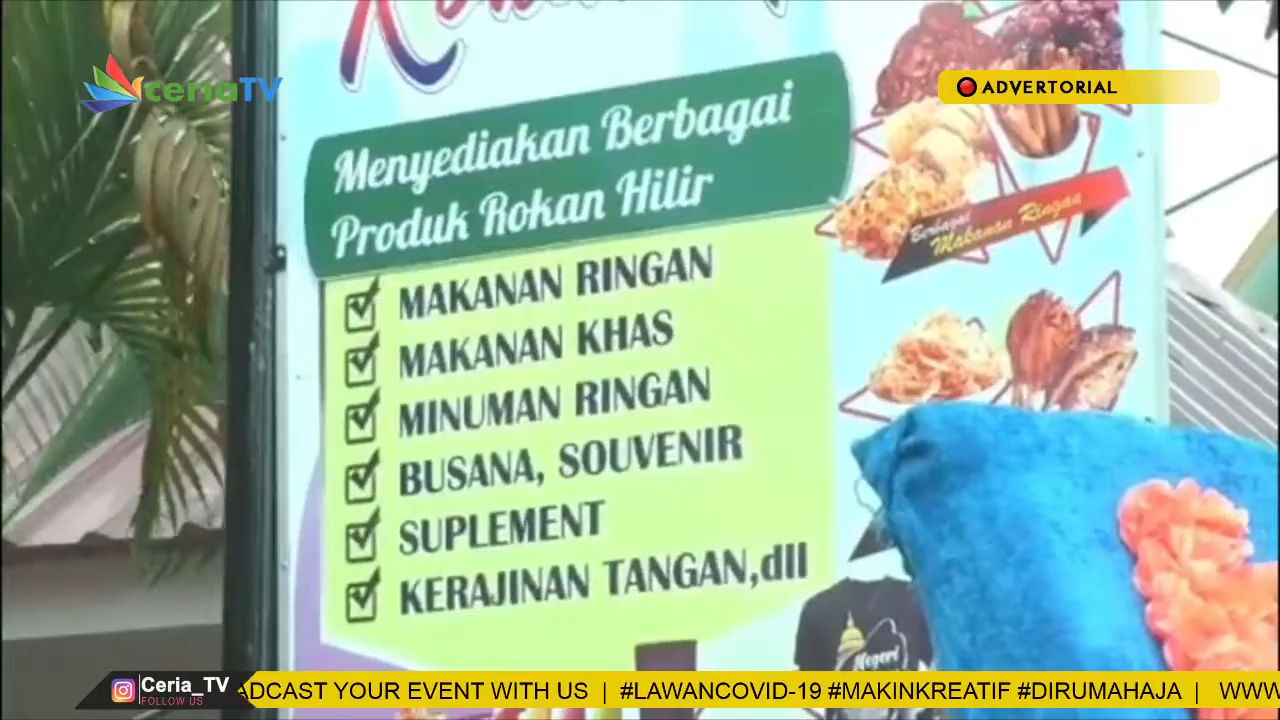 ceriaTV
ADVERTORIAL
Menyediakan Berbagai
Produk Rokan Hilir
Berbagai
Makanan Ringan
MAKANAN RINGAN
MAKANAN KHAS
MINUMAN RINGAN
BUSANA, SOUVENIR
SUPLEMENT
KERAJINAN TANGAN,dll
Negeri
Ceria_TV
FOLLOW US
ADCAST YOUR EVENT WITH US | #LAWANCOVID-19 #MAKINKREATIF #DIRUMAHAJA | WWW